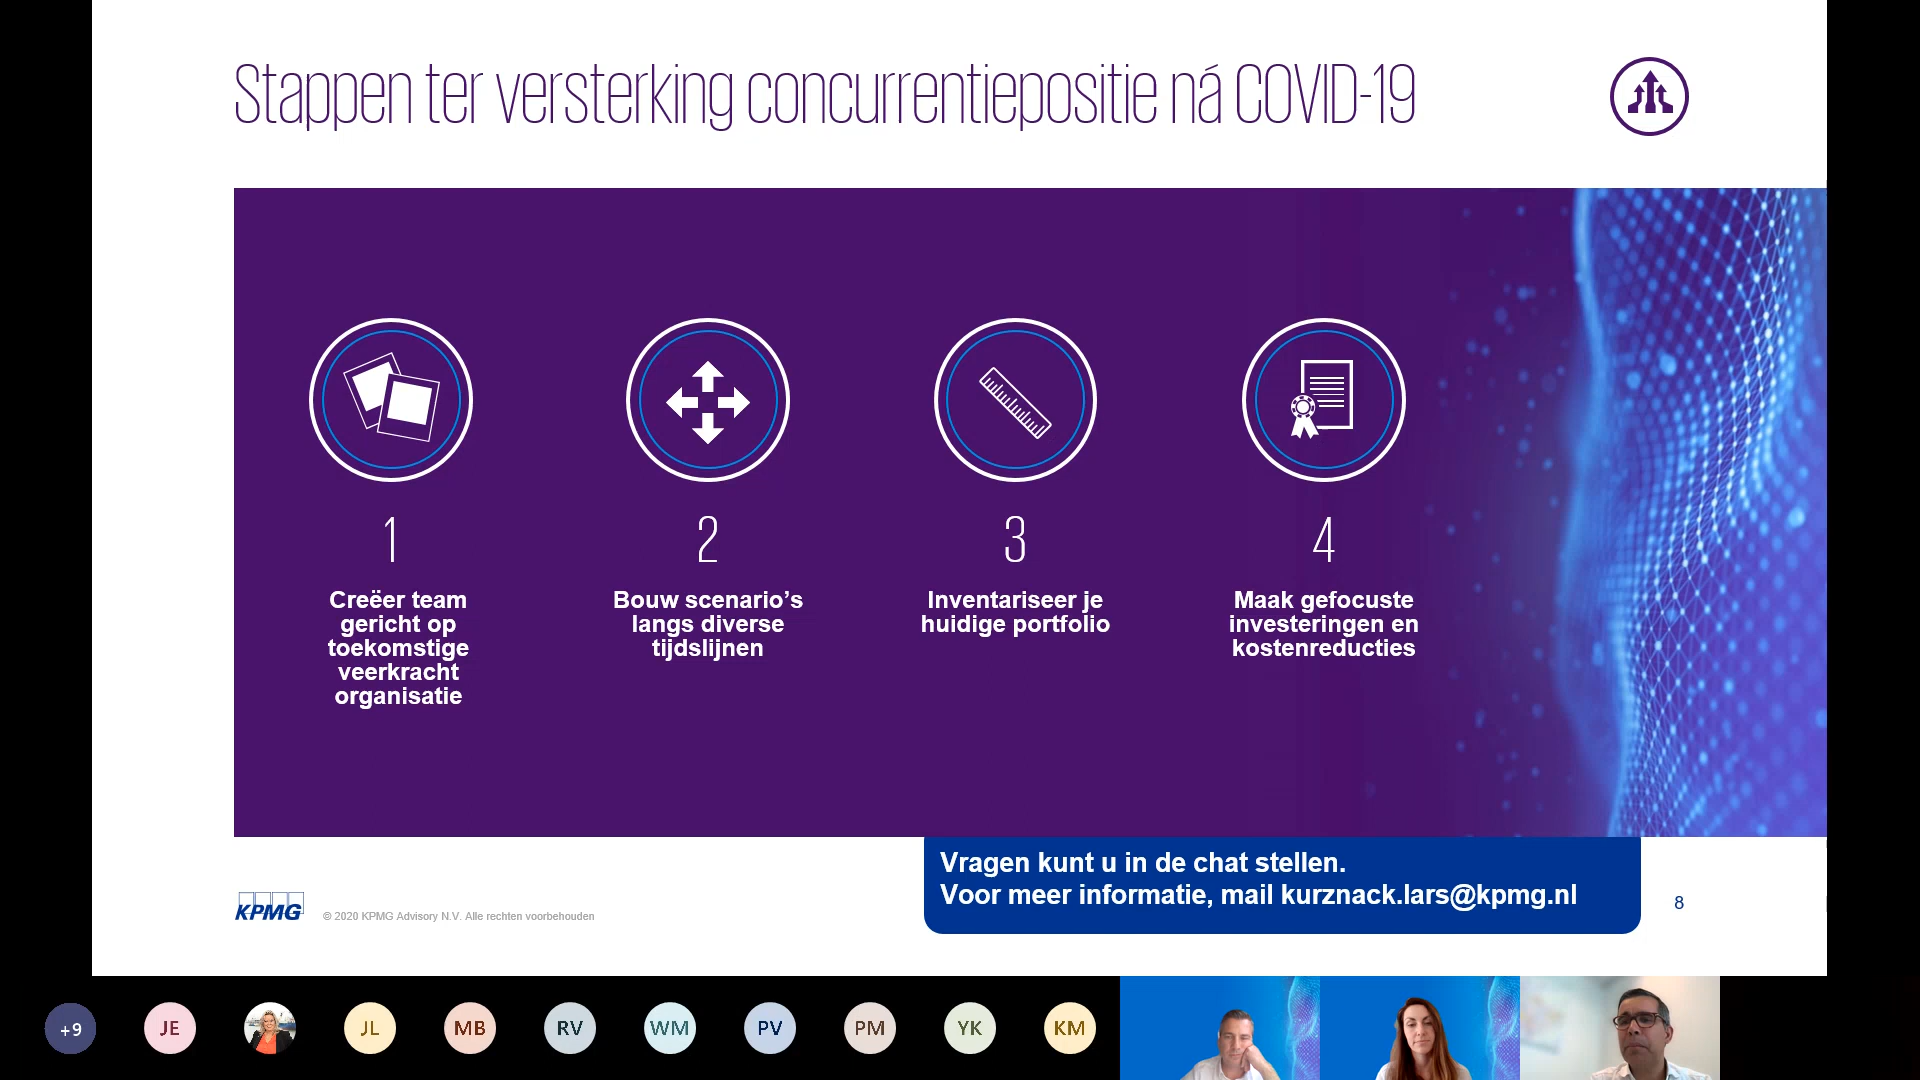 Stappen ter versterking concurrentiepositie ná COVID-19
1
Creëer team
gericht op
toekomstige
veerkracht
organisatie
2
Bouw scenario’s
langs diverse
tijdslijnen
3
Inventariseer je
huidige portfolio
4
Maak gefocuste
investeringen en
kostenreducties
Vragen kunt u in de chat stellen.
Voor meer informatie, mail kurznack.lars@kpmg.nl
KPMG
© 2020 KPMG Advisory N.V. Alle rechten voorbehouden
8
+9
JE
JL
MB
RV
WM
PV
PM
YK
KM